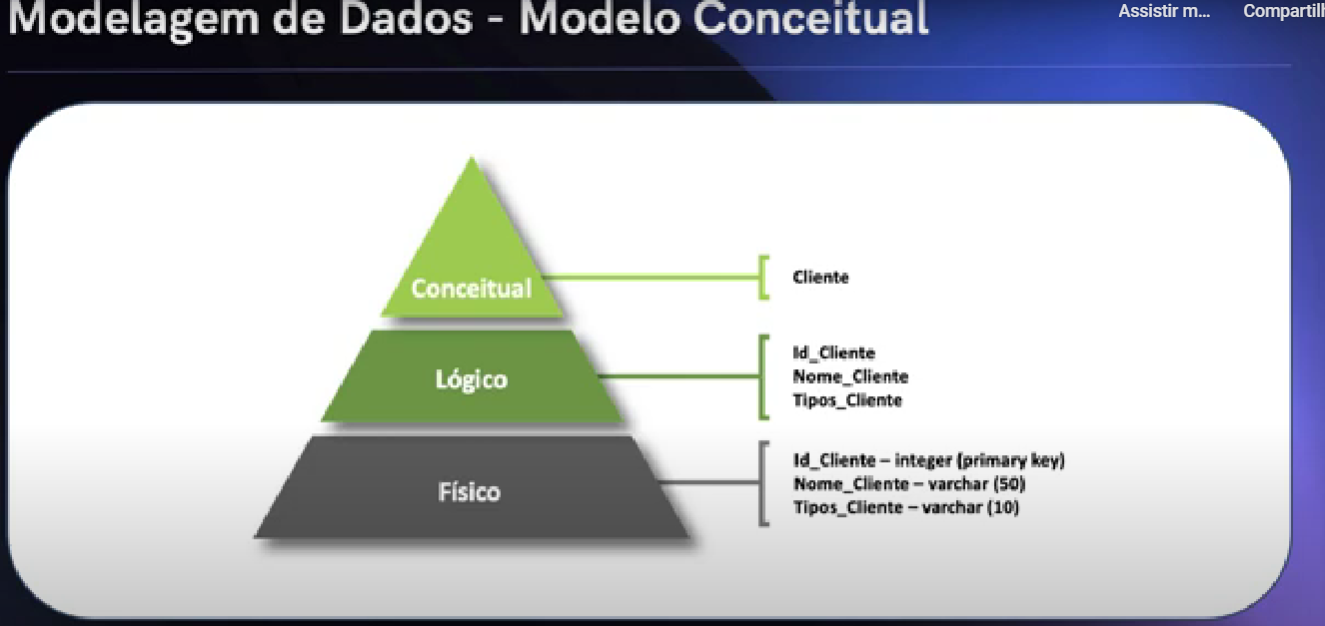 Modelagem de Dados - Modelo Conceitual
Assistir m...
Compartilh
Conceitual
Cliente
Lógico
Id_Cliente
Nome_Cliente
Tipos_Cliente
Físico
Id_Cliente – integer (primary key)
Nome_Cliente – varchar (50)
Tipos_Cliente – varchar (10)